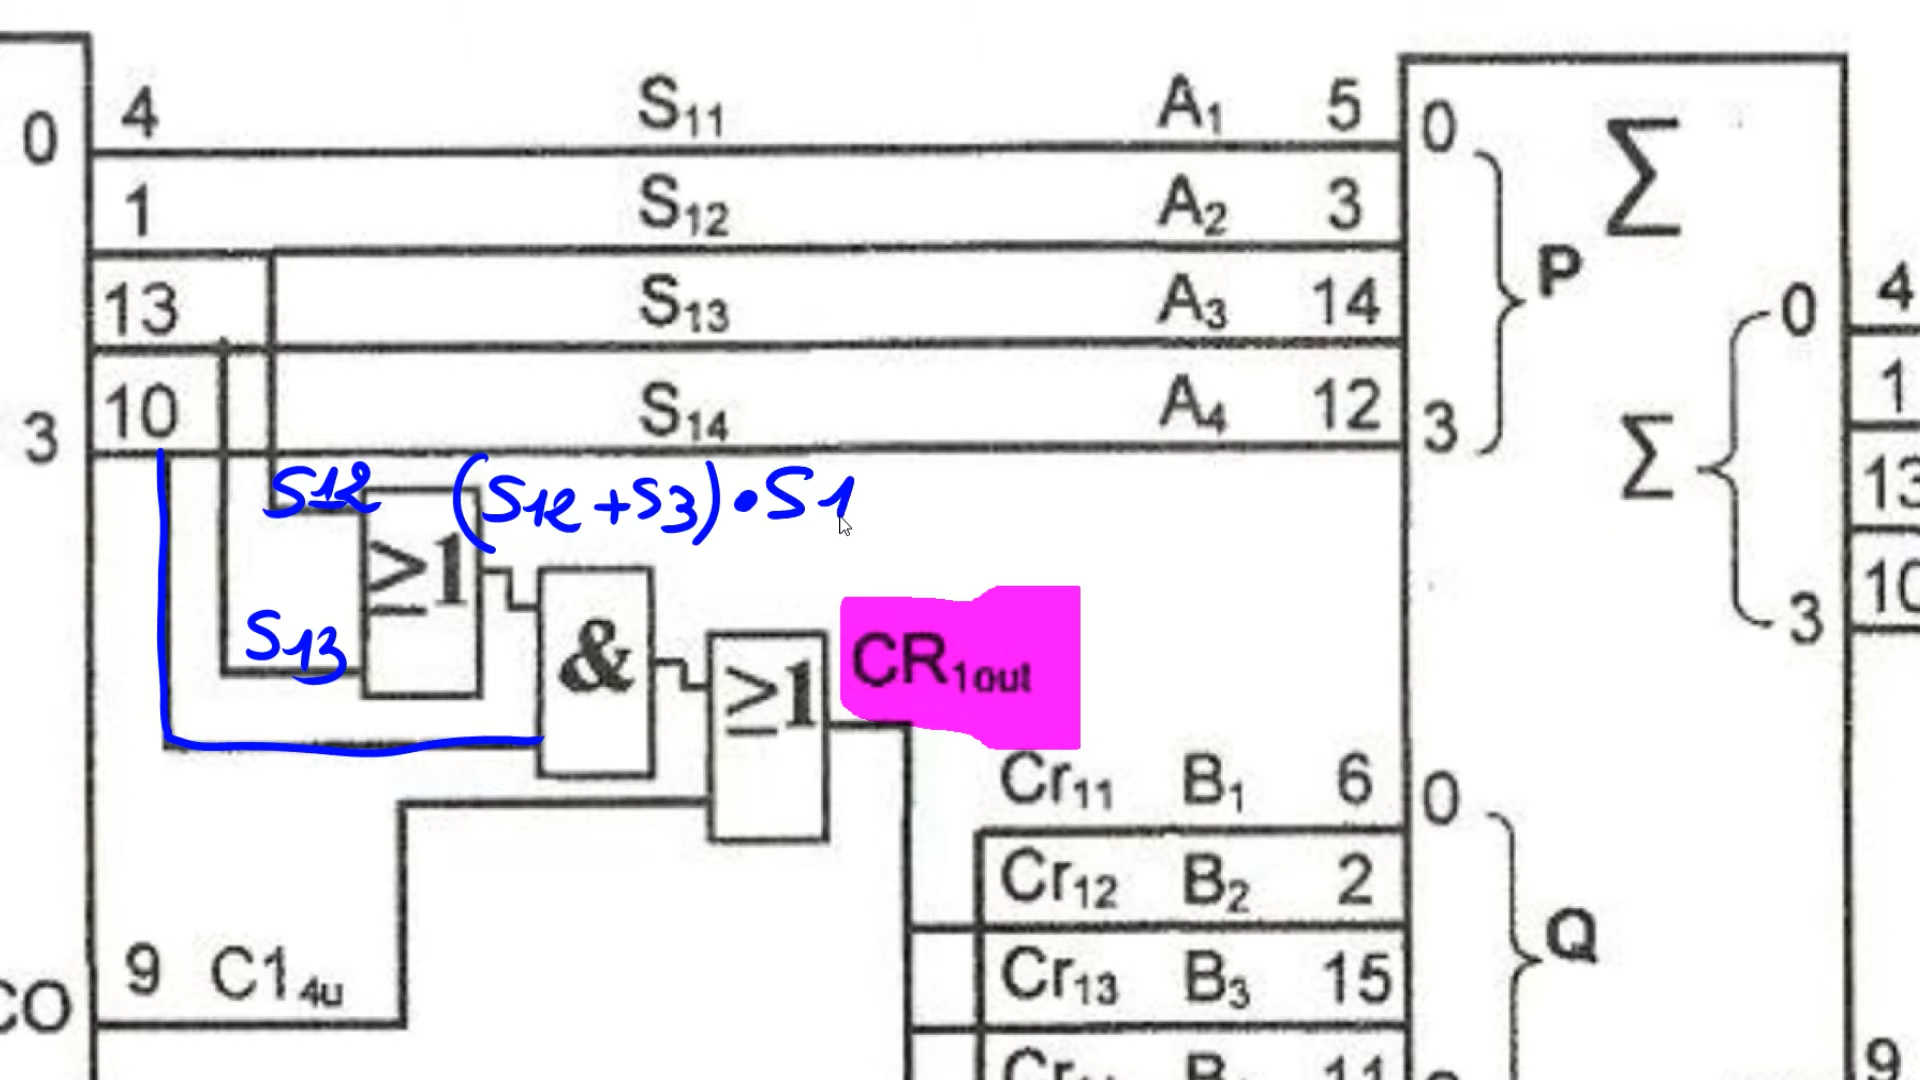 0 4 S₁₁ A₁ 5 0 Σ
1 S₁₂ A₂ 3
P
13 S₁₃ A₃ 14 0 4
1
3 10 S₁₄ A₄ 12 3 Σ
S12 (S12+S3)•S1 13
≥1
10
S13 & 3
≥1 CR1out
Cr₁₁ B₁ 6 0
Cr₁₂ B₂ 2
Q
CO 9 C1₄ᵤ Cr₁₃ B₃ 15
11 9